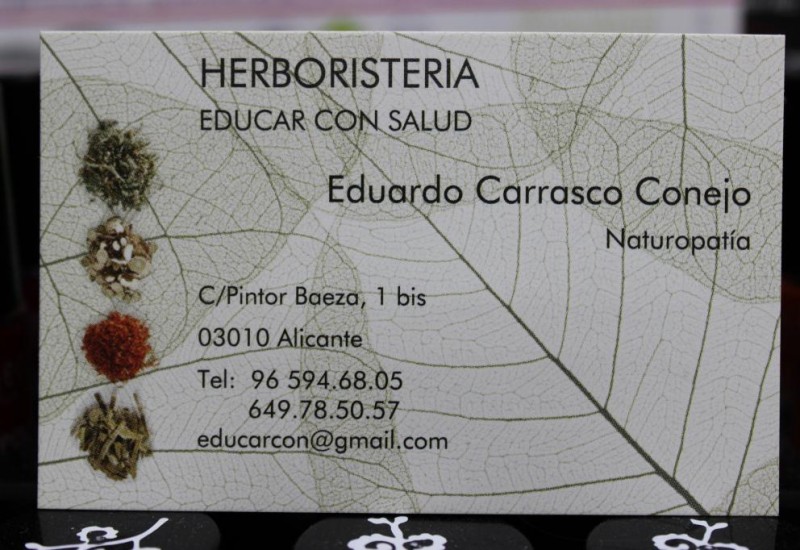 HERBORISTERIA
EDUCAR CON SALUD
Eduardo Carrasco Conejo
Naturopatía
C/Pintor Baeza, 1 bis
03010 Alicante
Tel: 96 594.68.05
649.78.50.57
educarcon@gmail.com